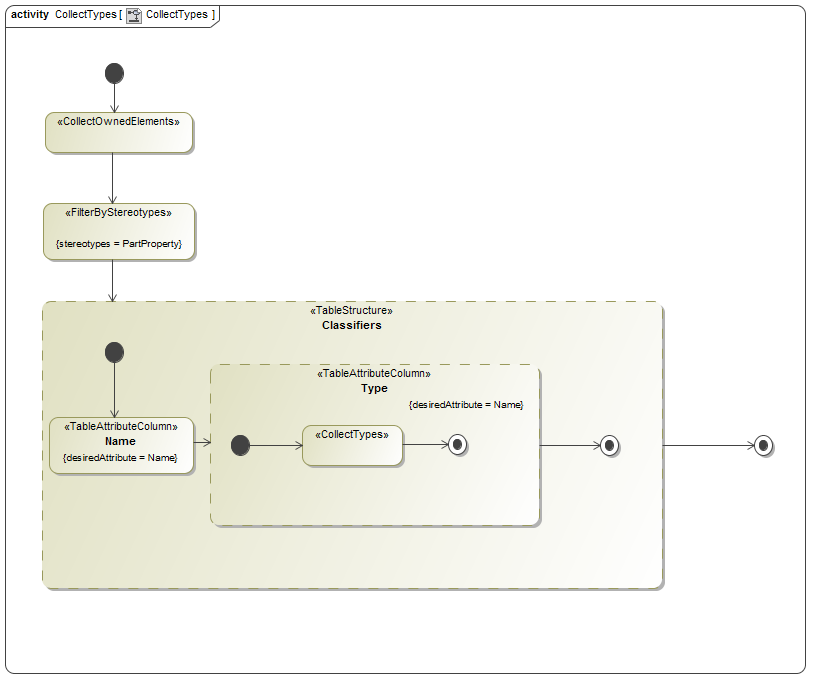 activity CollectTypes [ CollectTypes ]
«CollectOwnedElements»
«FilterByStereotypes»
{stereotypes = PartProperty}
«TableStructure»
Classifiers
«TableAttributeColumn»
Type
{desiredAttribute = Name}
«TableAttributeColumn»
Name
{desiredAttribute = Name}
«CollectTypes»